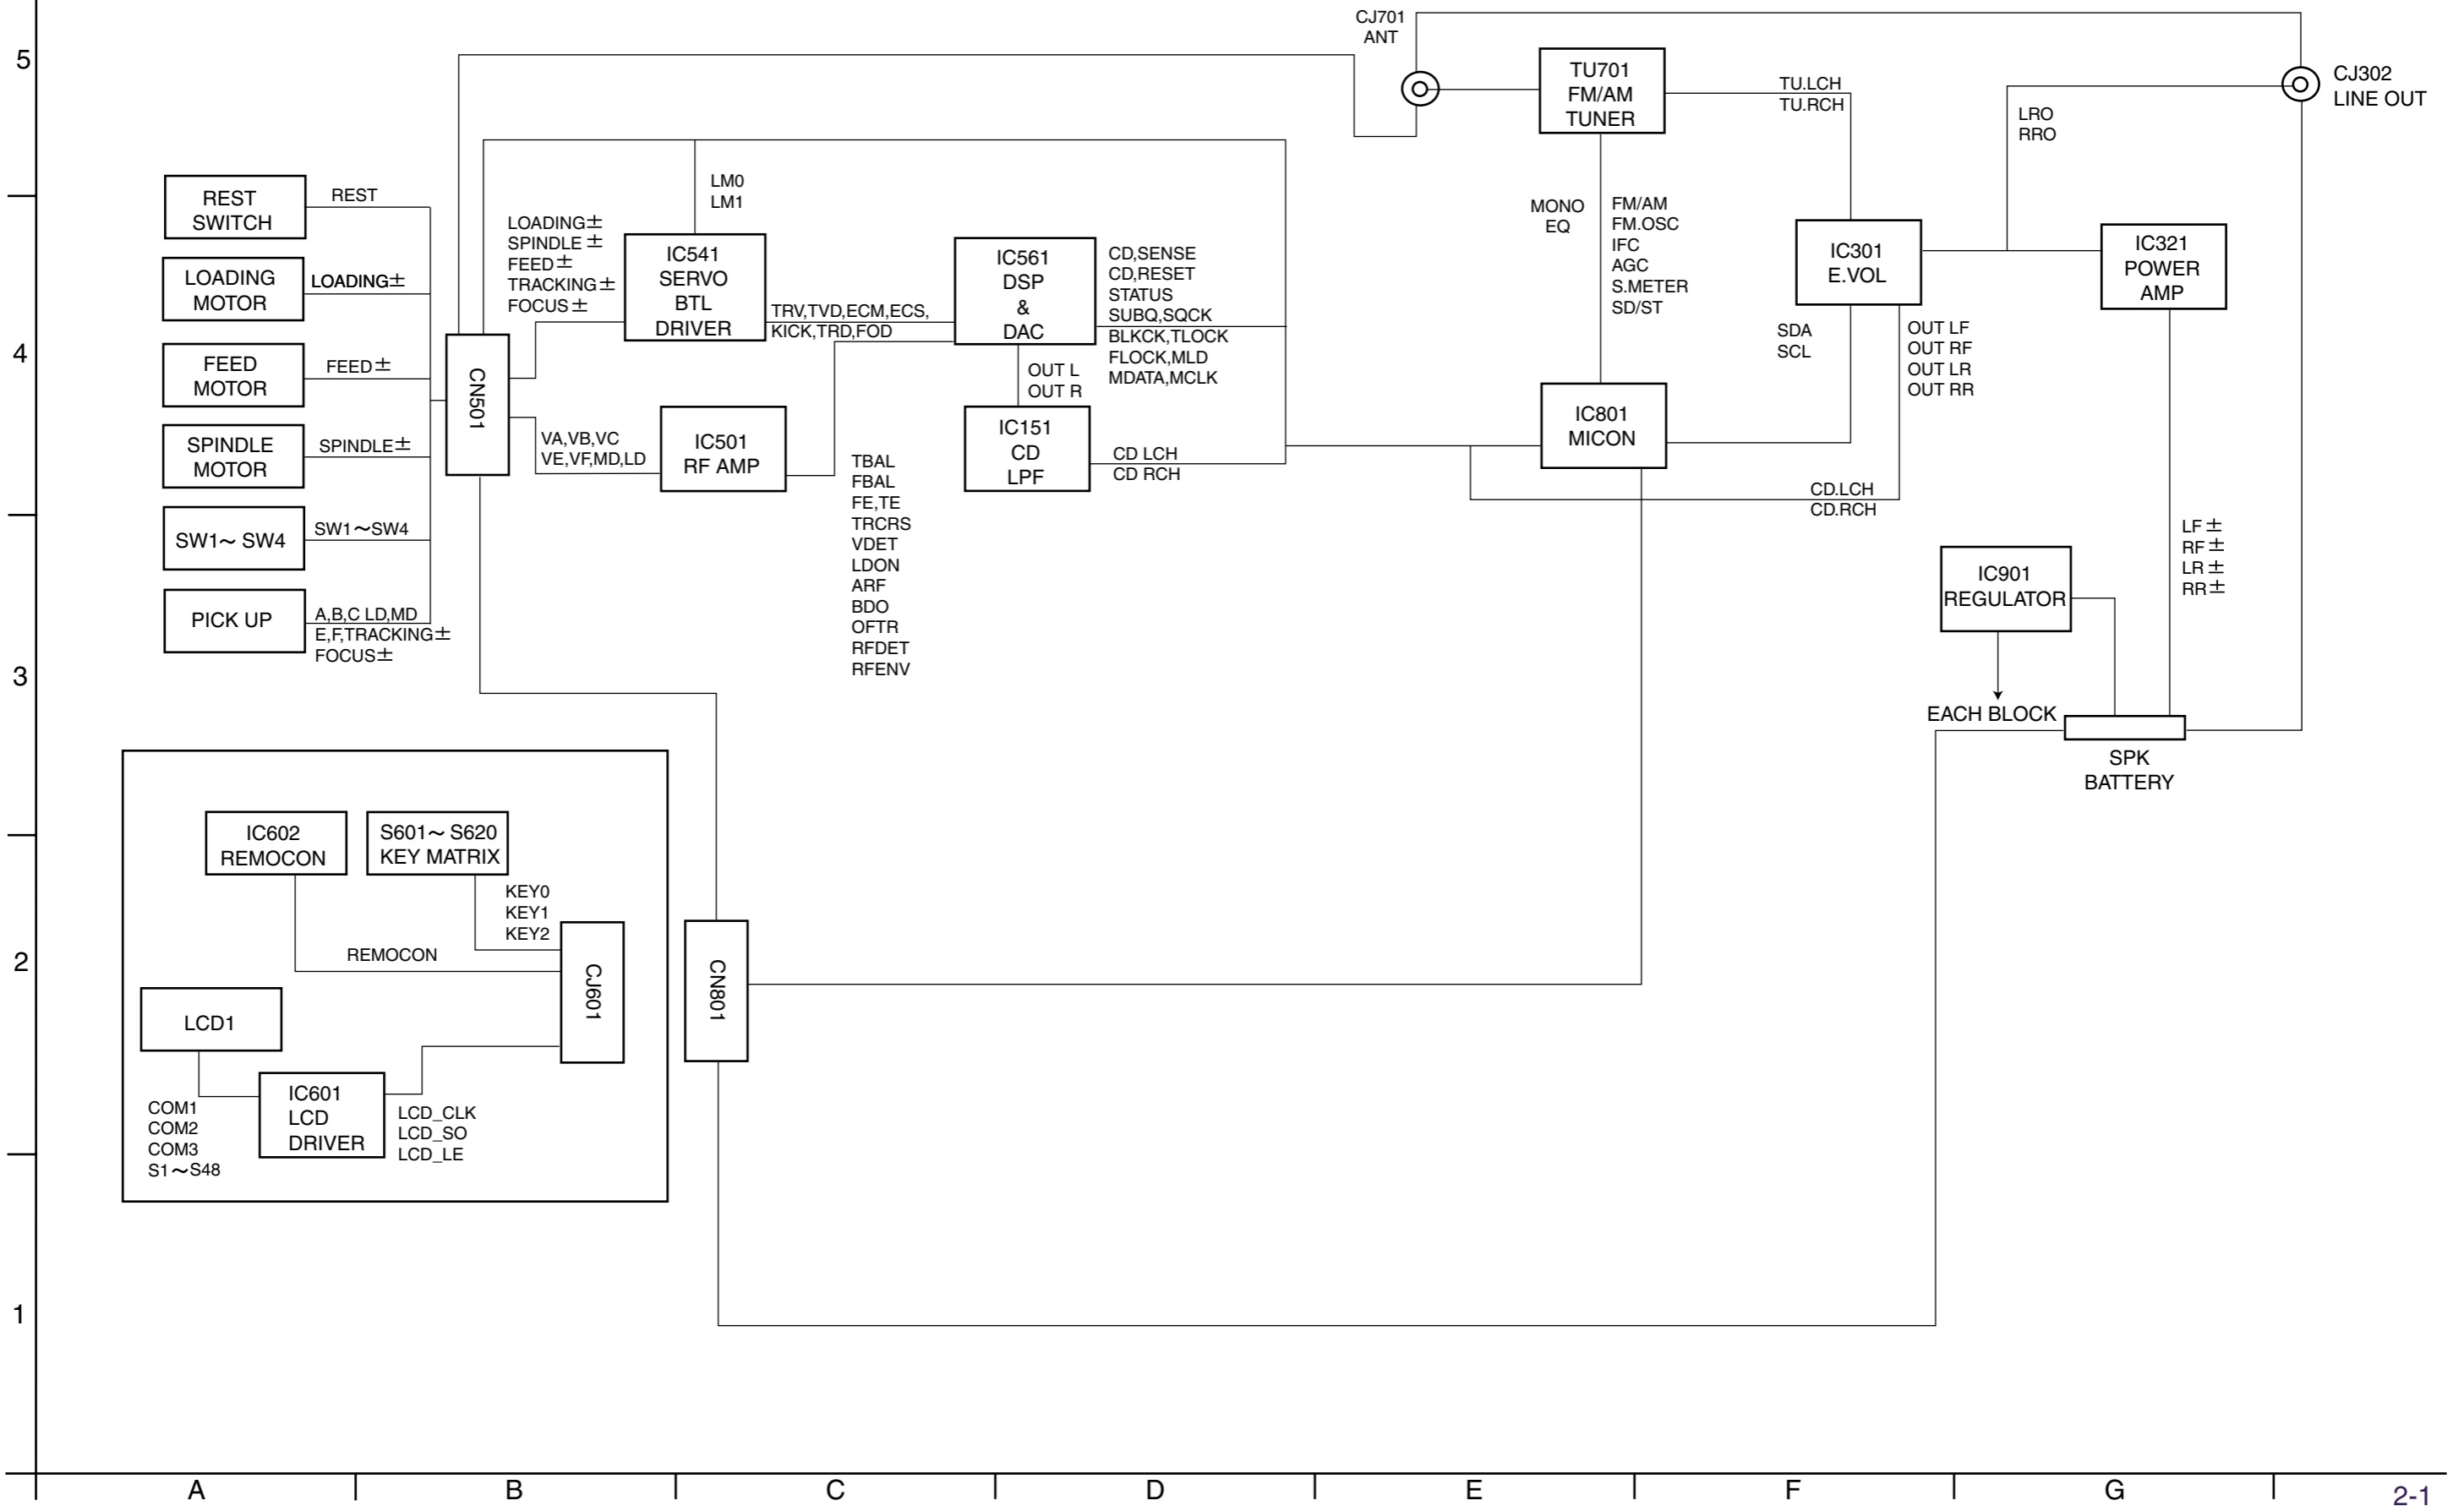 CJ701
ANT
5
TU701
FM/AM
TUNER
TU.LCH
TU.RCH
CJ302
LINE OUT
LRO
RRO
REST
SWITCH
REST
LM0
LM1
LOADING±
SPINDLE ±
FEED±
TRACKING±
FOCUS±
MONO
EQ
FM/AM
FM.OSC
IFC
AGC
S.METER
SD/ST
LOADING
MOTOR
LOADING±
IC541
SERVO
BTL
DRIVER
TRV,TVD,ECM,ECS,
KICK,TRD,FOD
IC561
DSP
&
DAC
CD,SENSE
CD,RESET
STATUS
SUBQ,SQCK
BLKCK,TLOCK
FLOCK,MLD
MDATA,MCLK
IC301
E.VOL
IC321
POWER
AMP
4
FEED
MOTOR
FEED±
CN501
OUT L
OUT R
SDA
SCL
OUT LF
OUT RF
OUT LR
OUT RR
SPINDLE
MOTOR
SPINDLE±
VA,VB,VC
VE,VF,MD,LD
IC501
RF AMP
TBAL
FBAL
FE,TE
TRCRS
VDET
LDON
ARF
BDO
OFTR
RFDET
RFENV
IC151
CD
LPF
CD LCH
CD RCH
IC801
MICON
CD.LCH
CD.RCH
SW1～ SW4
SW1～SW4
LF±
RF±
LR±
RR±
IC901
REGULATOR
PICK UP
A,B,C LD,MD
E,F,TRACKING±
FOCUS±
3
EACH BLOCK
SPK
BATTERY
IC602
REMOCON
S601～ S620
KEY MATRIX
KEY0
KEY1
KEY2
REMOCON
2
CJ601
CN801
LCD1
IC601
LCD
DRIVER
COM1
COM2
COM3
S1～S48
LCD_CLK
LCD_SO
LCD_LE
1
A
B
C
D
E
F
G
2-1